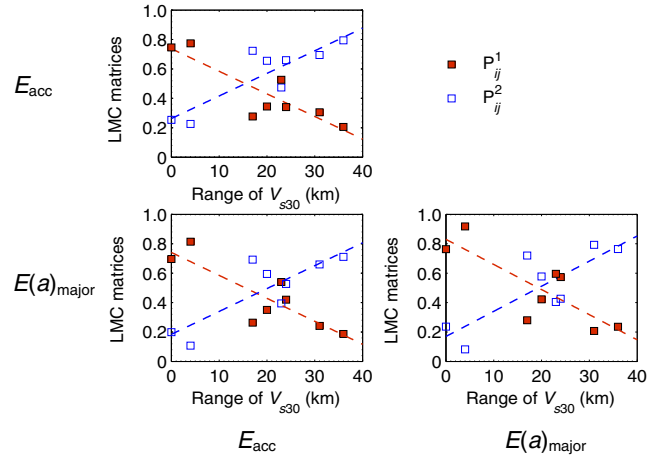 1.0
0.8
0.6
0.4
0.2
0
LMC matrices
E_acc
0 10 20 30 40
Range of V_s30 (km)
P^1_ij
P^2_ij
1.0
0.8
0.6
0.4
0.2
0
LMC matrices
E(a)_major
0 10 20 30 40
Range of V_s30 (km)
E_acc
1.0
0.8
0.6
0.4
0.2
0
LMC matrices
0 10 20 30 40
Range of V_s30 (km)
E(a)_major